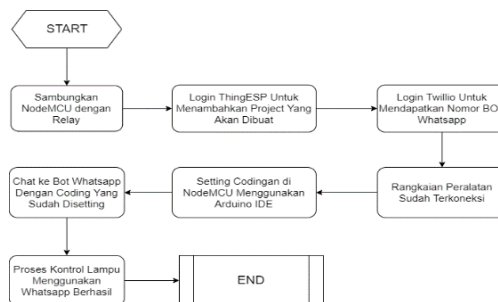 START
Sambungkan
NodeMCU dengan
Relay
Login ThingESP Untuk
Menambahkan Project Yang
Akan Dibuat
Login Twillio Untuk
Mendapatkan Nomor BO
Whatsapp
Rangkaian Peralatan
Sudah Terkoneksi
Setting Codingan di
NodeMCU Menggunakan
Arduino IDE
Chat ke Bot Whatsapp
Dengan Coding Yang
Sudah Disetting
Proses Kontrol Lampu
Menggunakan
Whatsapp Berhasil
END